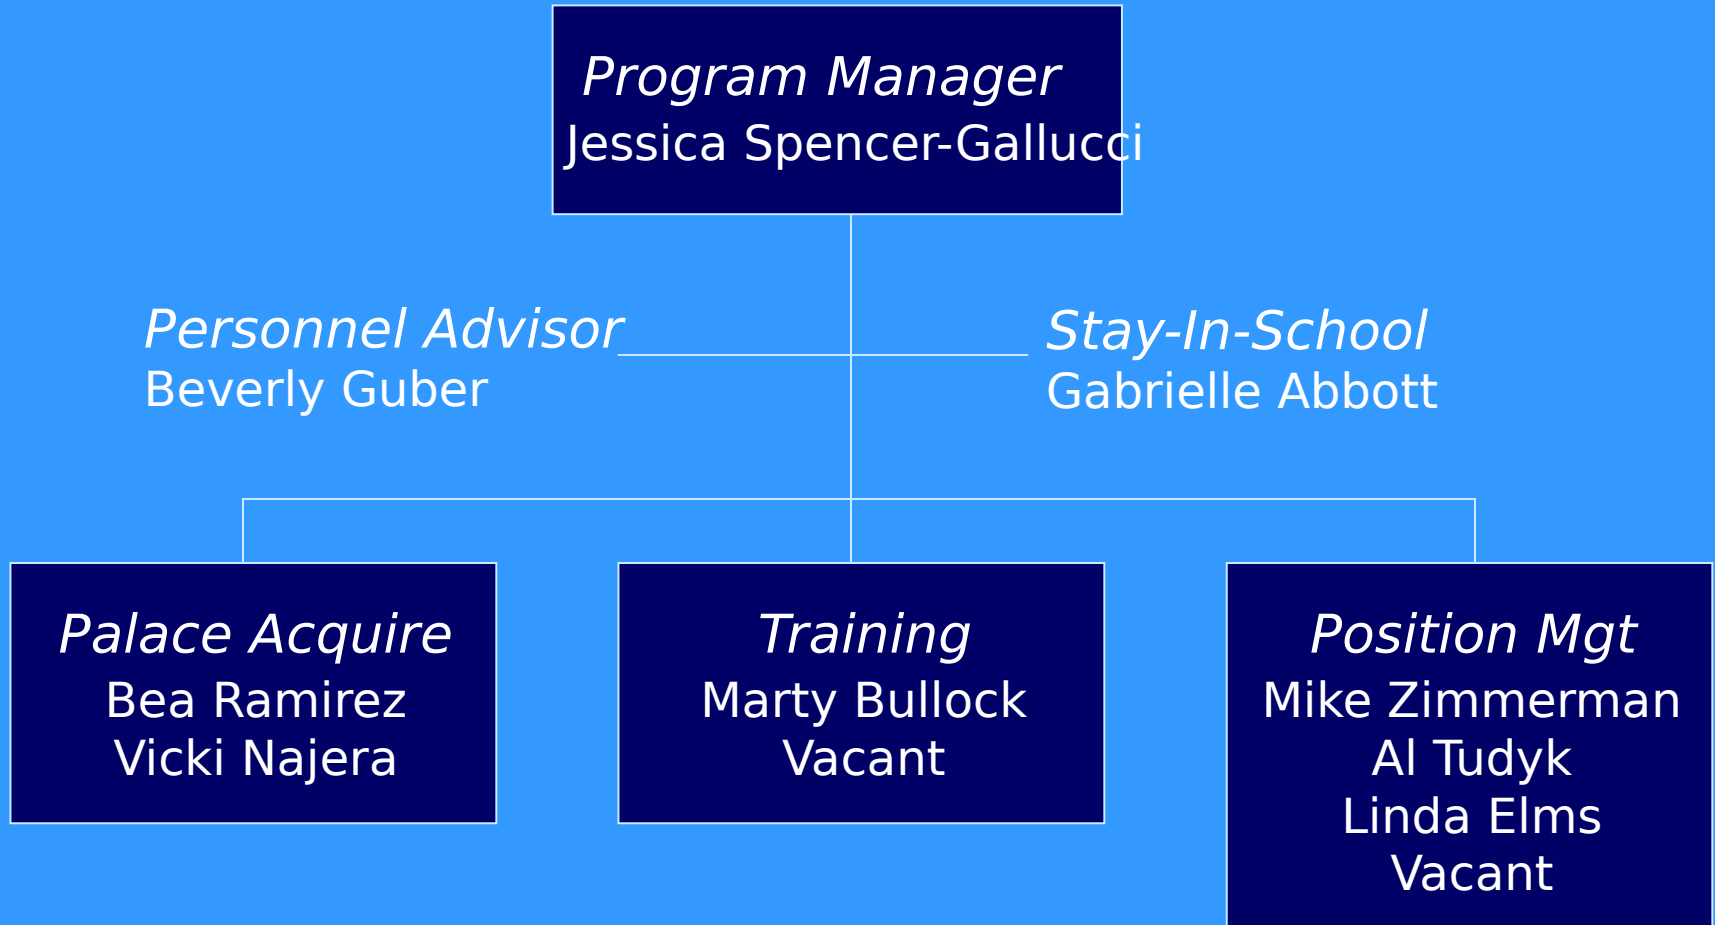 Program Manager
Jessica Spencer-Gallucci
Personnel Advisor
Beverly Guber
Stay-In-School
Gabrielle Abbott
Palace Acquire
Bea Ramirez
Vicki Najera
Training
Marty Bullock
Vacant
Position Mgt
Mike Zimmerman
Al Tudyk
Linda Elms
Vacant